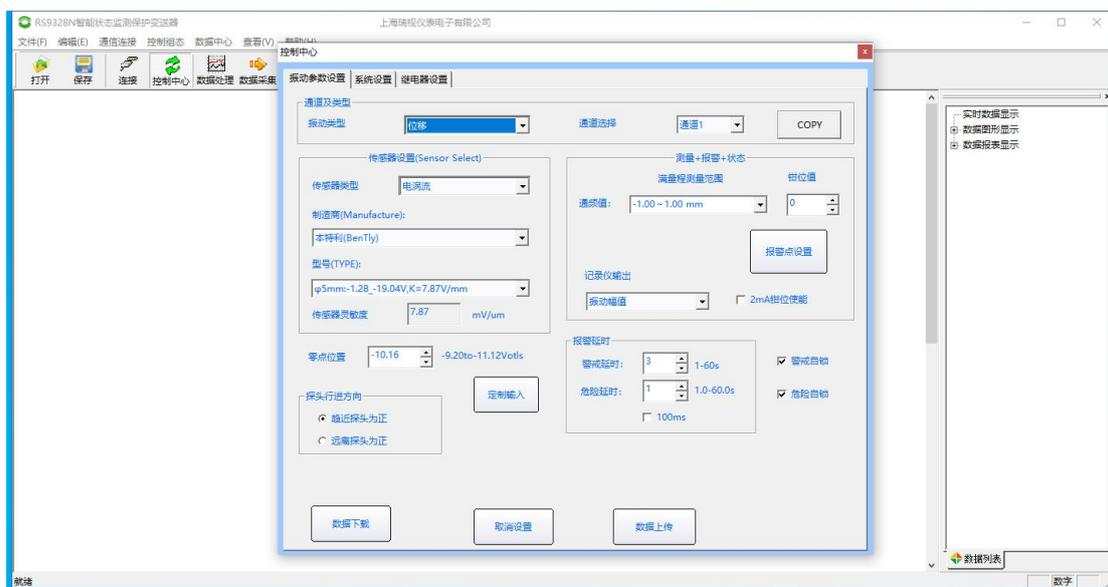 RS9328N智能状态监测保护变送器 上海瑞视仪表电子有限公司
文件(F) 编辑(E) 通信连接 控制组态 数据中心 查看(V) 帮助(H)
打开 保存 连接 控制中心 数据处理 数据采集
控制中心
振动参数设置 系统设置 继电器设置
通道及类型
振动类型 位移 通道选择 通道1 COPY
传感器设置(Sensor Select)
传感器类型 电涡流
制造商(Manufacture):
本特利(BenTly)
型号(TYPE):
φ5mm:-1.28_-19.04V,K=7.87V/mm
传感器灵敏度 7.87 mV/um
测量+报警+状态
满量程测量范围 钳位值
通频值: -1.00~1.00 mm 0
报警点设置
记录仪输出
振动幅值 2mA钳位使能
零点位置 -10.16 -9.20to-11.12Votls
定制输入
探头行进方向
趋近探头为正
远离探头为正
报警延时
警戒延时: 3 1-60s 警戒自锁
危险延时: 1 1.0-60.0s 危险自锁
100ms
数据下载 取消设置 数据上传
实时数据显示
数据图形显示
数据报表显示
数据列表
就绪 数字